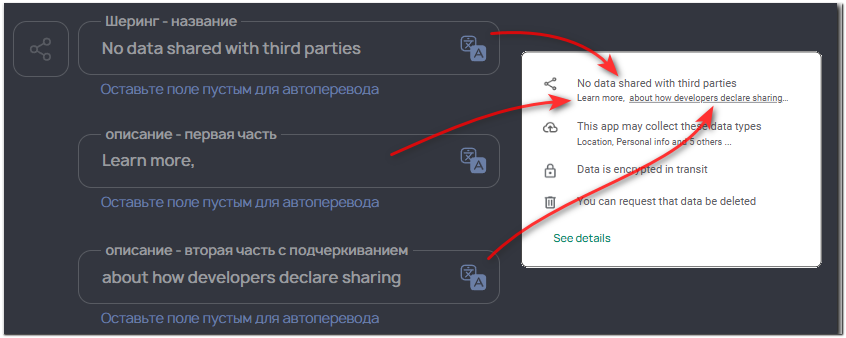 Шеринг - название
No data shared with third parties
Оставьте поле пустым для автоперевода
описание - первая часть
Learn more,
Оставьте поле пустым для автоперевода
описание - вторая часть с подчеркиванием
about how developers declare sharing
Оставьте поле пустым для автоперевода
No data shared with third parties
Learn more, about how developers declare sharing...
This app may collect these data types
Location, Personal info and 5 others ...
Data is encrypted in transit
You can request that data be deleted
See details